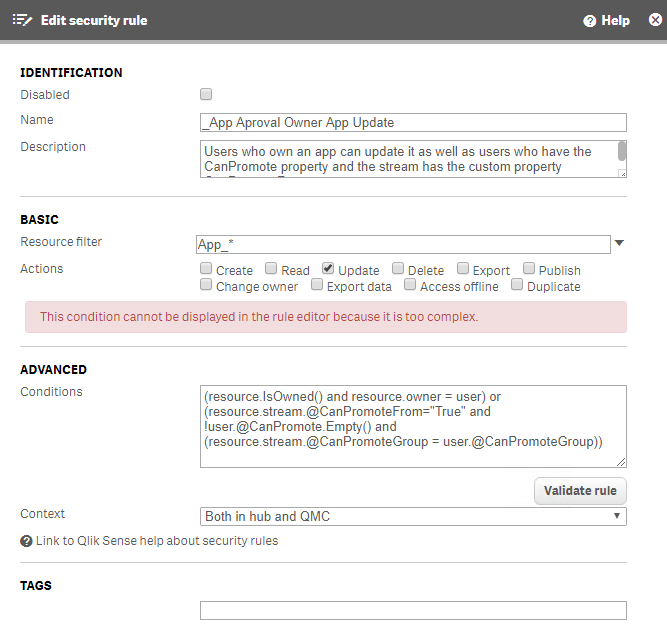 Edit security rule
Help
IDENTIFICATION
Disabled
Name
_App Aproval Owner App Update
Description
Users who own an app can update it as well as users who have the
CanPromote property and the stream has the custom property
BASIC
Resource filter
App_*
Actions
Create Read Update Delete Export Publish
Change owner Export data Access offline Duplicate
This condition cannot be displayed in the rule editor because it is too complex.
ADVANCED
Conditions
(resource.IsOwned() and resource.owner = user) or
(resource.stream.@CanPromoteFrom="True" and
!user.@CanPromote.Empty() and
(resource.stream.@CanPromoteGroup = user.@CanPromoteGroup))
Validate rule
Context
Both in hub and QMC
Link to Qlik Sense help about security rules
TAGS